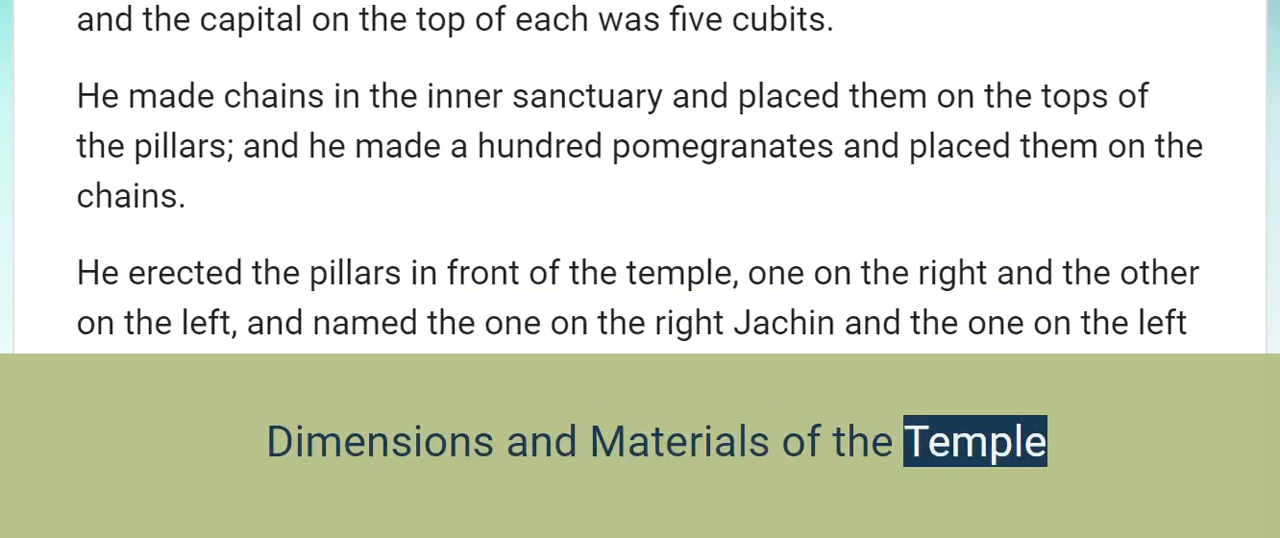 and the capital on the top of each was five cubits.
He made chains in the inner sanctuary and placed them on the tops of
the pillars; and he made a hundred pomegranates and placed them on the
chains.
He erected the pillars in front of the temple, one on the right and the other
on the left, and named the one on the right Jachin and the one on the left
Dimensions and Materials of the Temple